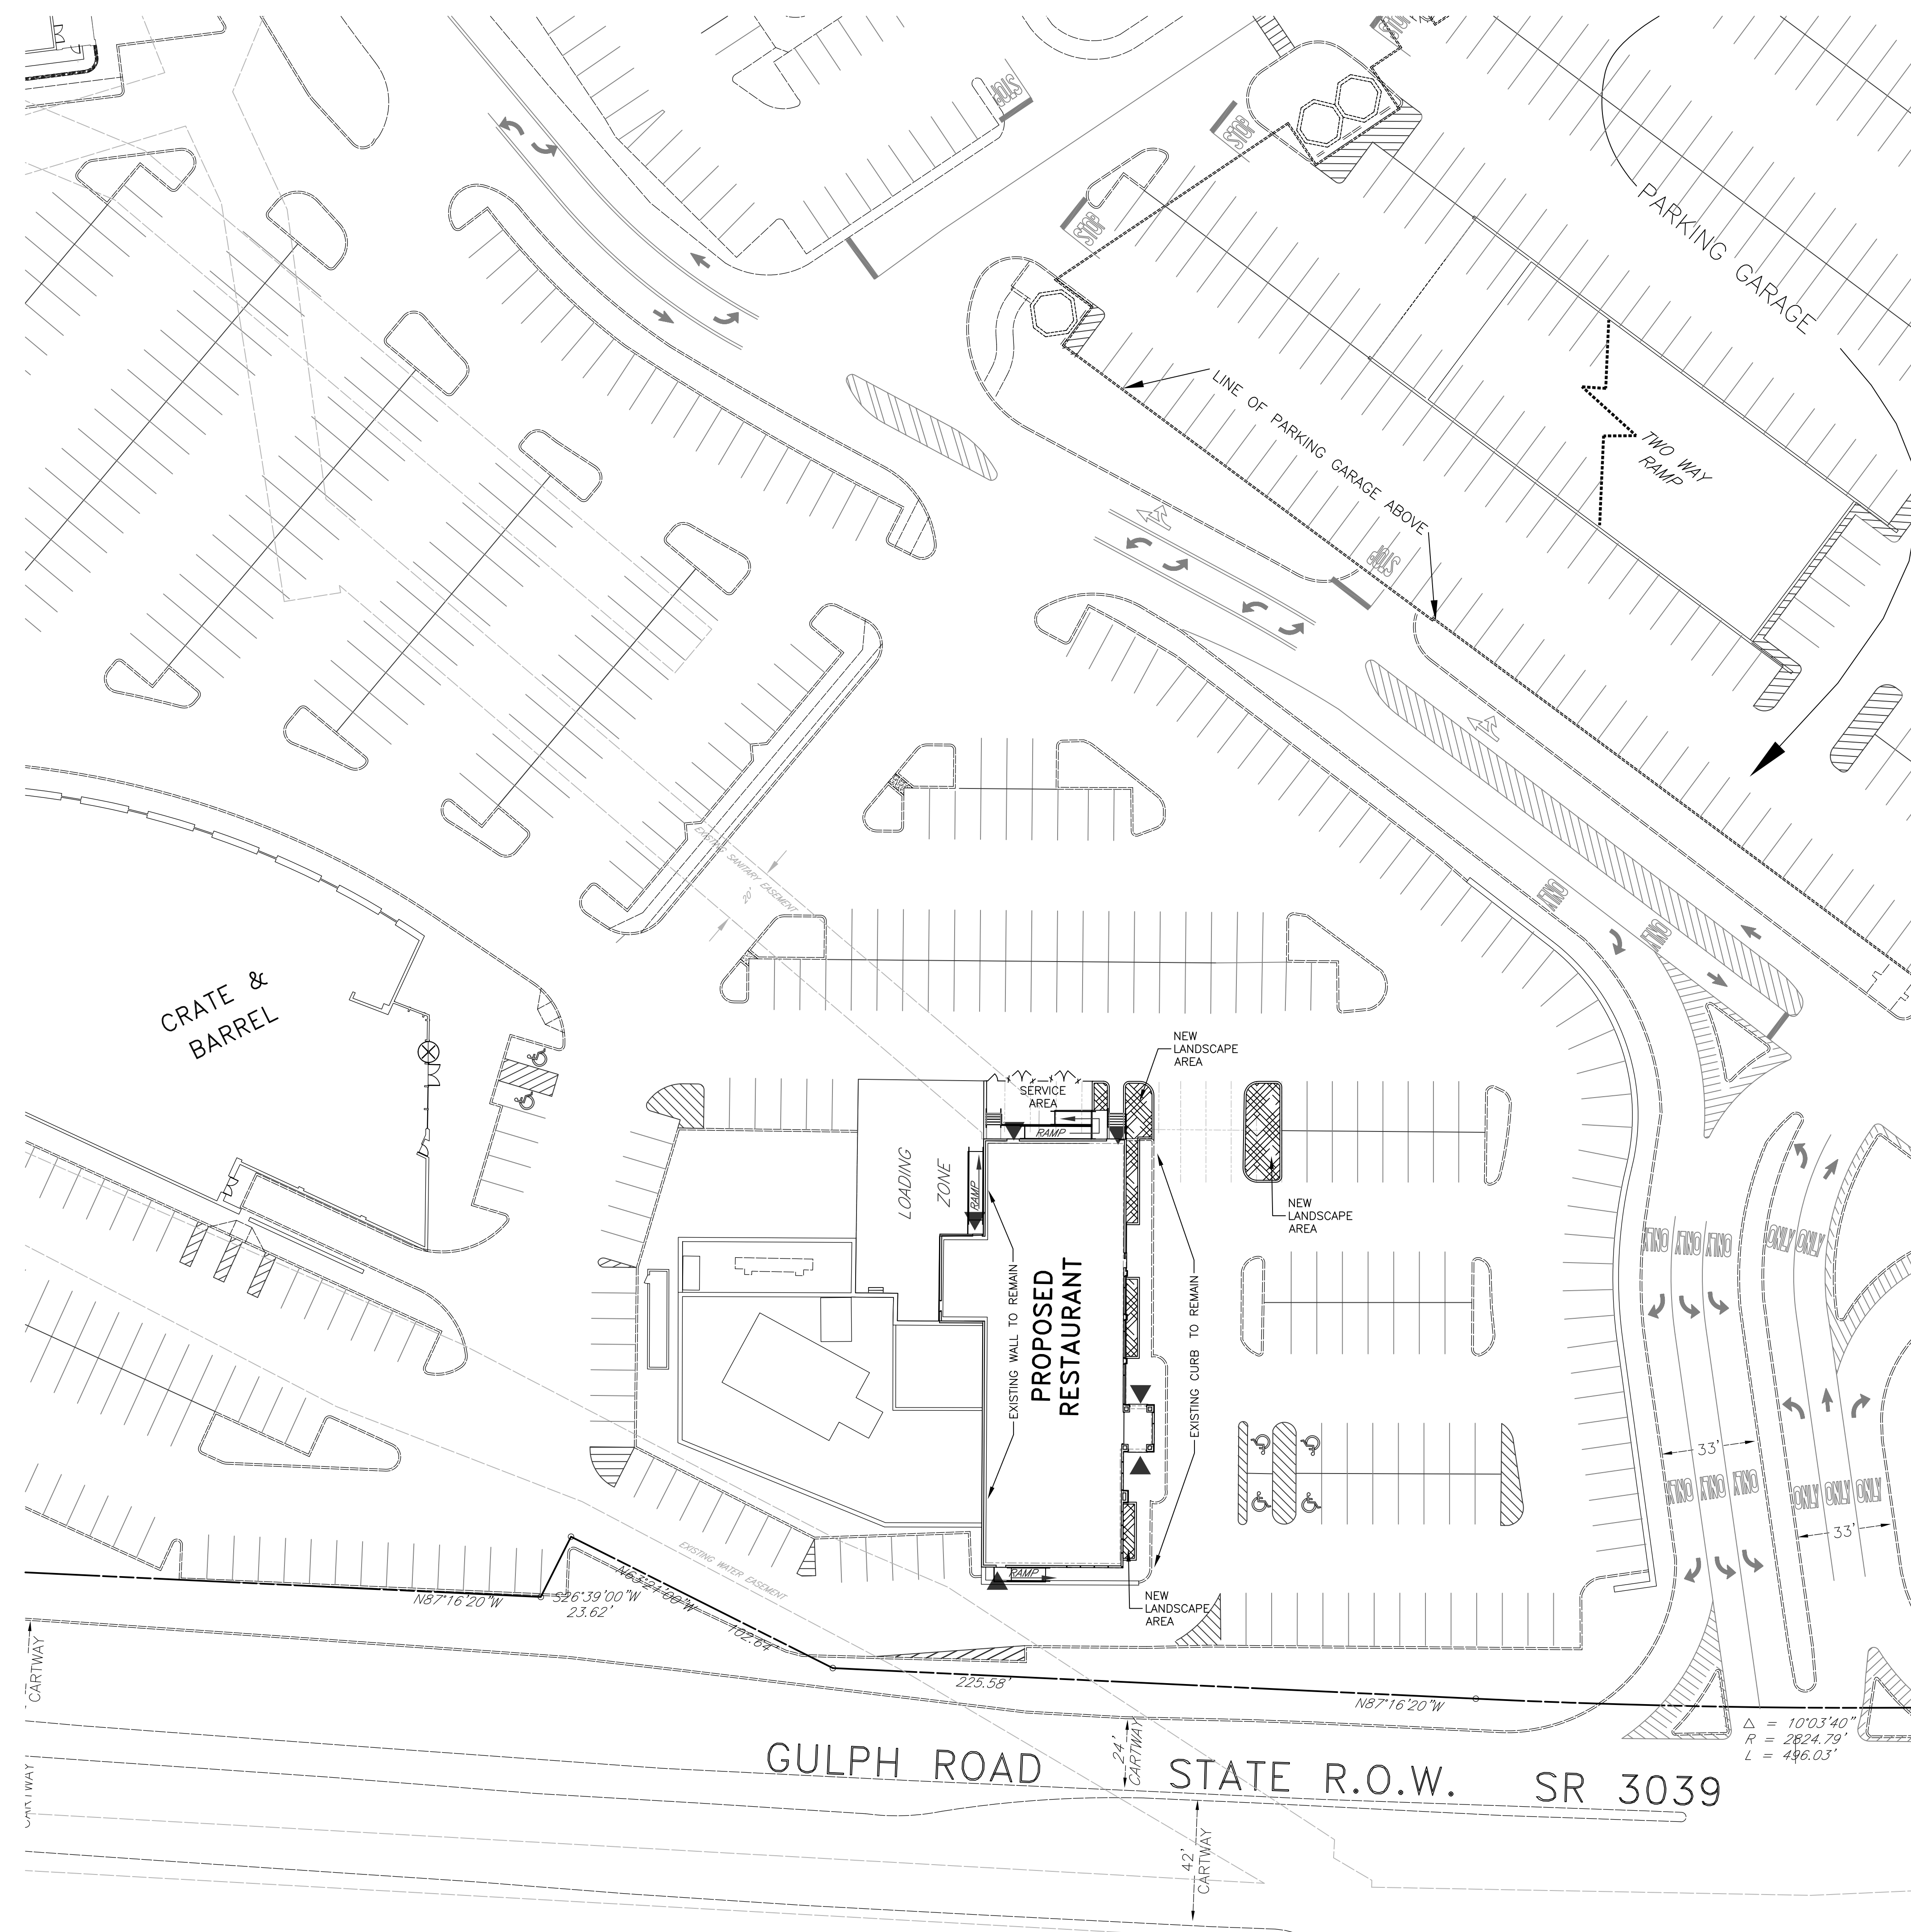 STOP
STOP
STOP
STOP
PARKING GARAGE
LINE OF PARKING GARAGE ABOVE
TWO WAY
RAMP
STOP
EXISTING SANITARY EASEMENT
20'
ONLY
ONLY
CRATE &
BARREL
NEW
LANDSCAPE
AREA
SERVICE
AREA
RAMP
LOADING
ZONE
RAMP
NEW
LANDSCAPE
AREA
EXISTING WALL TO REMAIN
PROPOSED
RESTAURANT
EXISTING CURB TO REMAIN
ONLY ONLY ONLY
ONLY ONLY
33'
ONLY ONLY ONLY
ONLY ONLY ONLY
33'
EXISTING WATER EASEMENT
RAMP
NEW
LANDSCAPE
AREA
N87°16'20"W
S26°39'00"W
23.62'
N63°21'00"W
102.64'
225.58'
N87°16'20"W
Δ = 10°03'40"
R = 2824.79'
L = 496.03'
CARTWAY
CARTWAY
24'
CARTWAY
GULPH ROAD STATE R.O.W. SR 3039
42'
CARTWAY